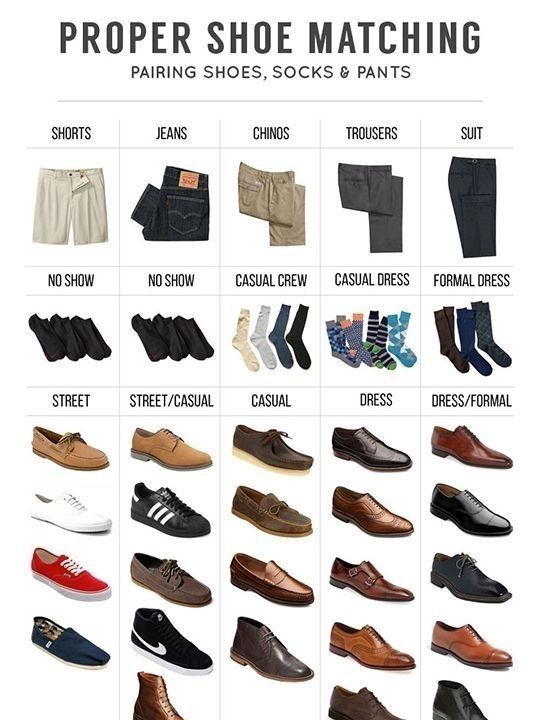 PROPER SHOE MATCHING
PAIRING SHOES, SOCKS & PANTS
SHORTS JEANS CHINOS TROUSERS SUIT
NO SHOW NO SHOW CASUAL CREW CASUAL DRESS FORMAL DRESS
STREET STREET/CASUAL CASUAL DRESS DRESS/FORMAL